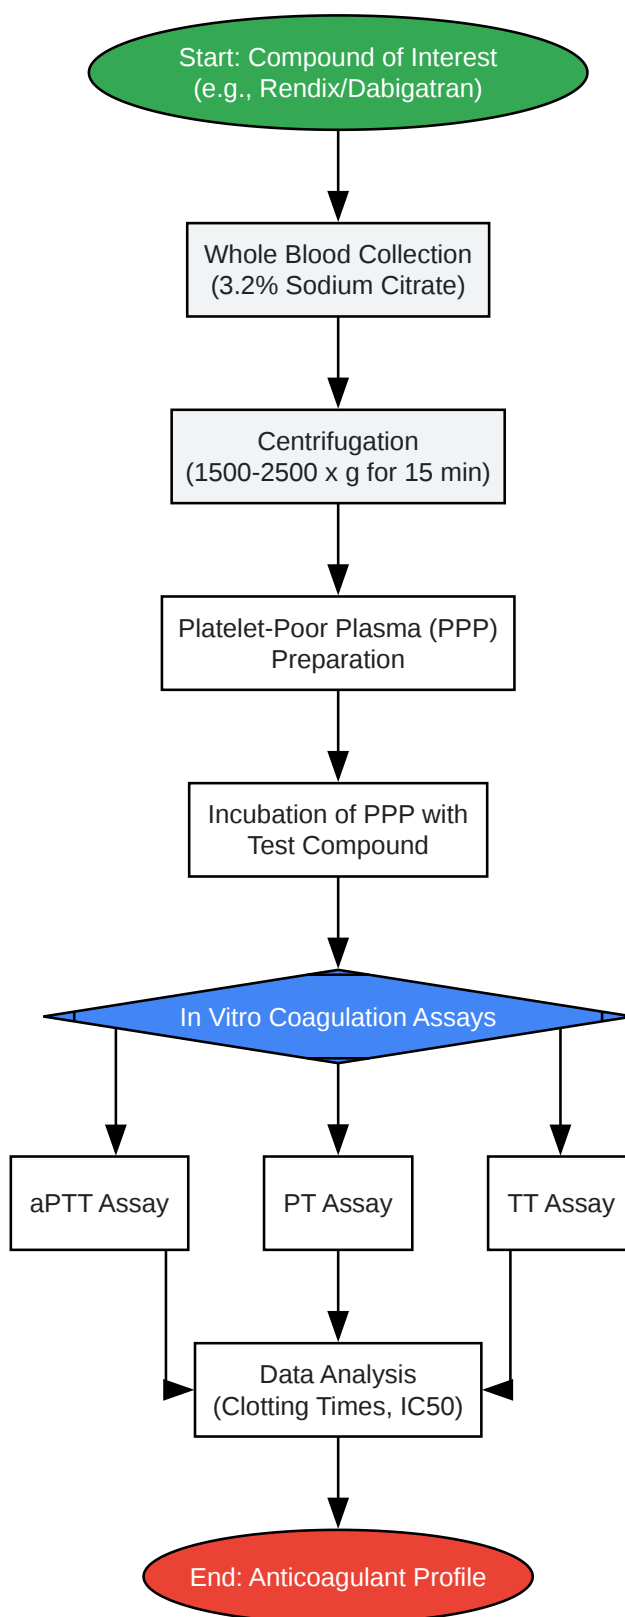 Start: Compound of Interest
(e.g., Rendix/Dabigatran)
Whole Blood Collection
(3.2% Sodium Citrate)
Centrifugation
(1500-2500 x g for 15 min)
Platelet-Poor Plasma (PPP)
Preparation
Incubation of PPP with
Test Compound
In Vitro Coagulation Assays
aPTT Assay
PT Assay
TT Assay
Data Analysis
(Clotting Times, IC50)
End: Anticoagulant Profile